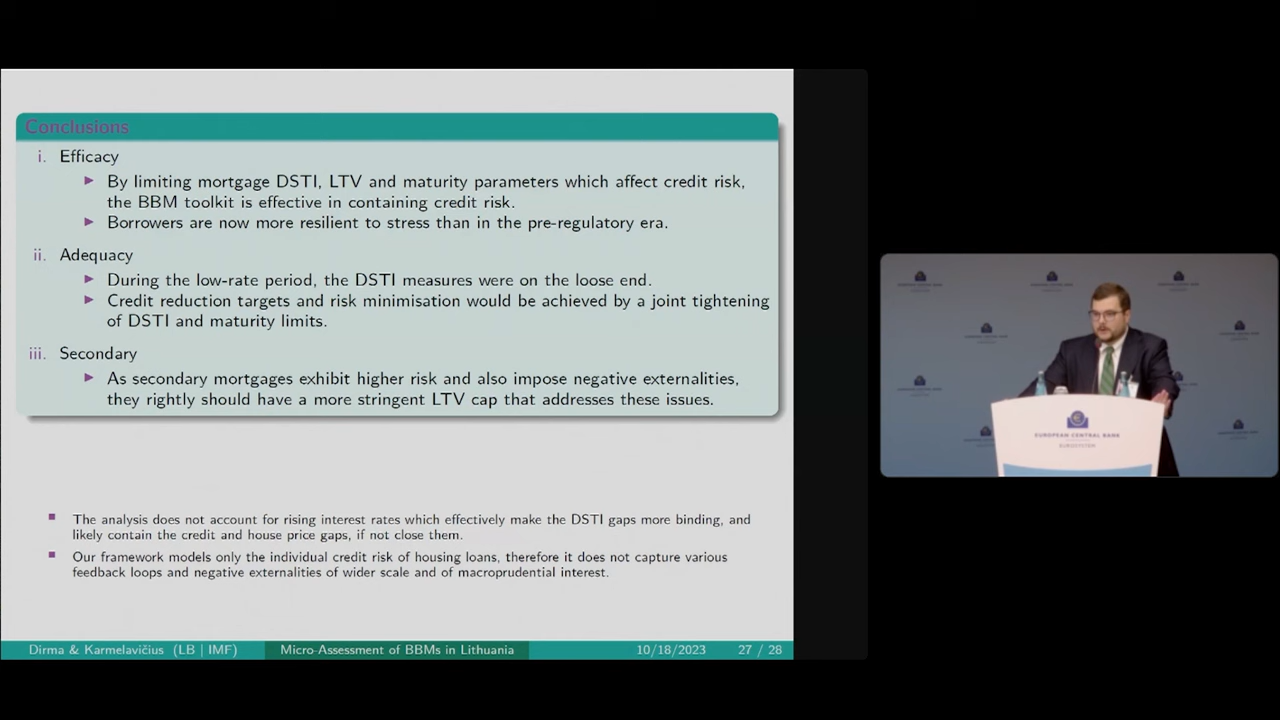 Conclusions
i. Efficacy
By limiting mortgage DSTI, LTV and maturity parameters which affect credit risk,
the BBM toolkit is effective in containing credit risk.
Borrowers are now more resilient to stress than in the pre-regulatory era.
ii. Adequacy
During the low-rate period, the DSTI measures were on the loose end.
Credit reduction targets and risk minimisation would be achieved by a joint tightening
of DSTI and maturity limits.
iii. Secondary
As secondary mortgages exhibit higher risk and also impose negative externalities,
they rightly should have a more stringent LTV cap that addresses these issues.
The analysis does not account for rising interest rates which effectively make the DSTI gaps more binding, and
likely contain the credit and house price gaps, if not close them.
Our framework models only the individual credit risk of housing loans, therefore it does not capture various
feedback loops and negative externalities of wider scale and of macroprudential interest.
Dirma & Karmelavičius (LB | IMF) Micro-Assessment of BBMs in Lithuania 10/18/2023 27 / 28
EUROPEAN CENTRAL BANK
EUROSYSTEM